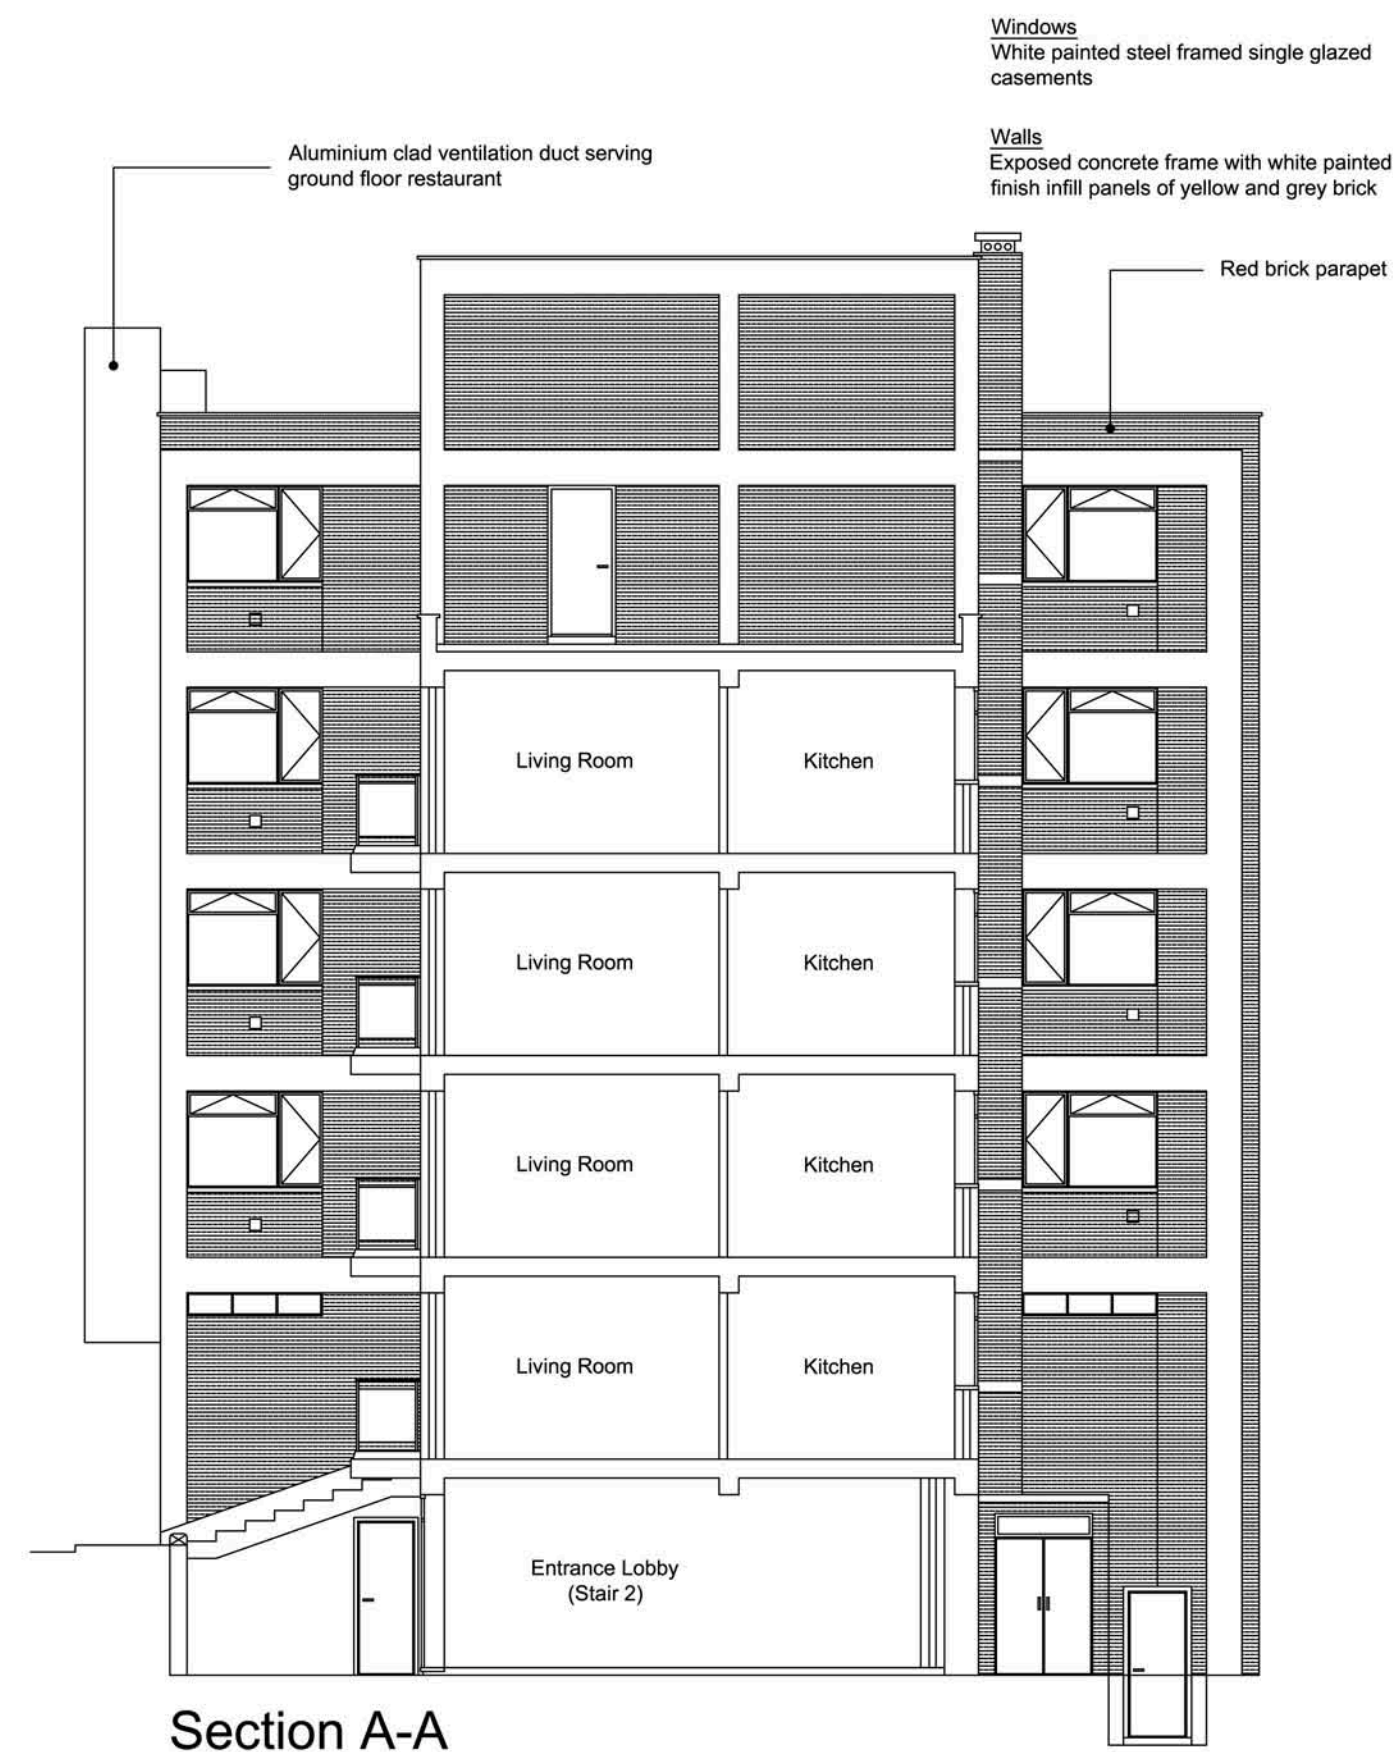 Windows
White painted steel framed single glazed
casements
Walls
Exposed concrete frame with white painted
finish infill panels of yellow and grey brick
Aluminium clad ventilation duct serving
ground floor restaurant
Red brick parapet
Living Room
Kitchen
Living Room
Kitchen
Living Room
Kitchen
Living Room
Kitchen
Entrance Lobby
(Stair 2)
Section A-A